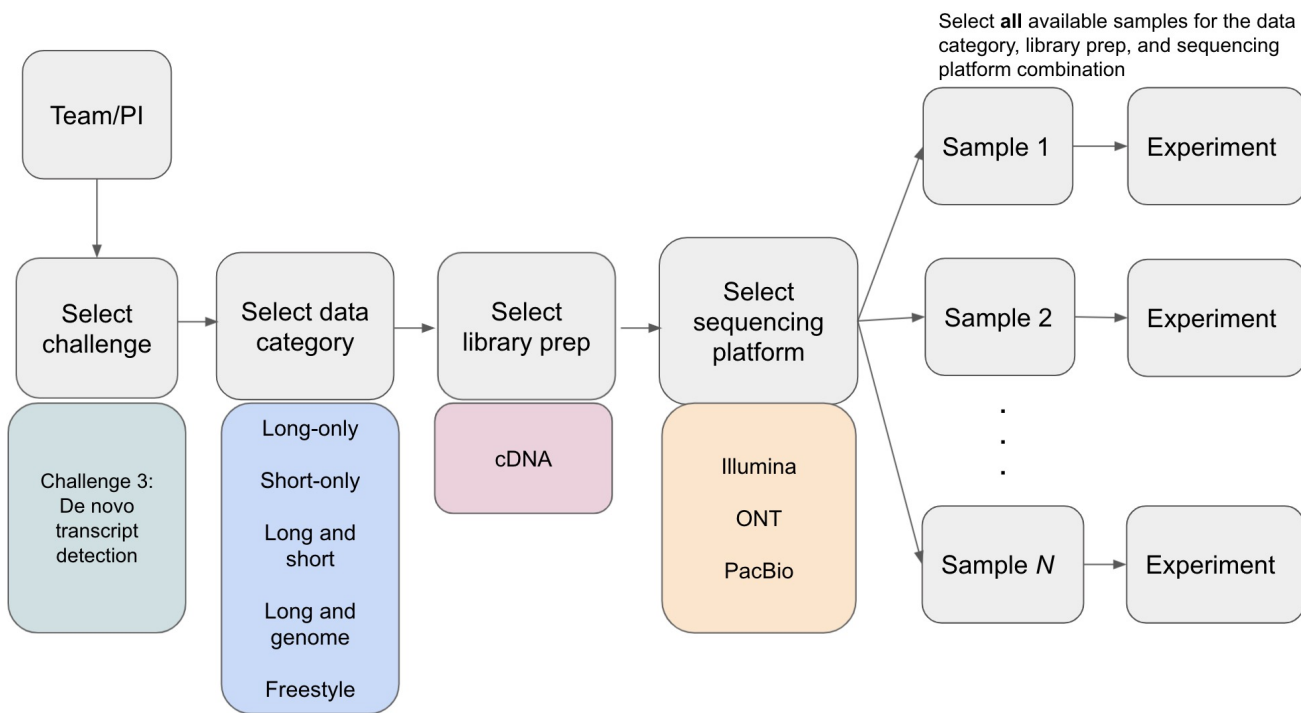 Select all available samples for the data
category, library prep, and sequencing
platform combination
Team/PI
Sample 1
Experiment
Select
challenge
Select data
category
Select
library prep
Select
sequencing
platform
Sample 2
Experiment
.
.
.
Challenge 3:
De novo
transcript
detection
Long-only
Short-only
Long and
short
Long and
genome
Freestyle
cDNA
Illumina
ONT
PacBio
Sample N
Experiment